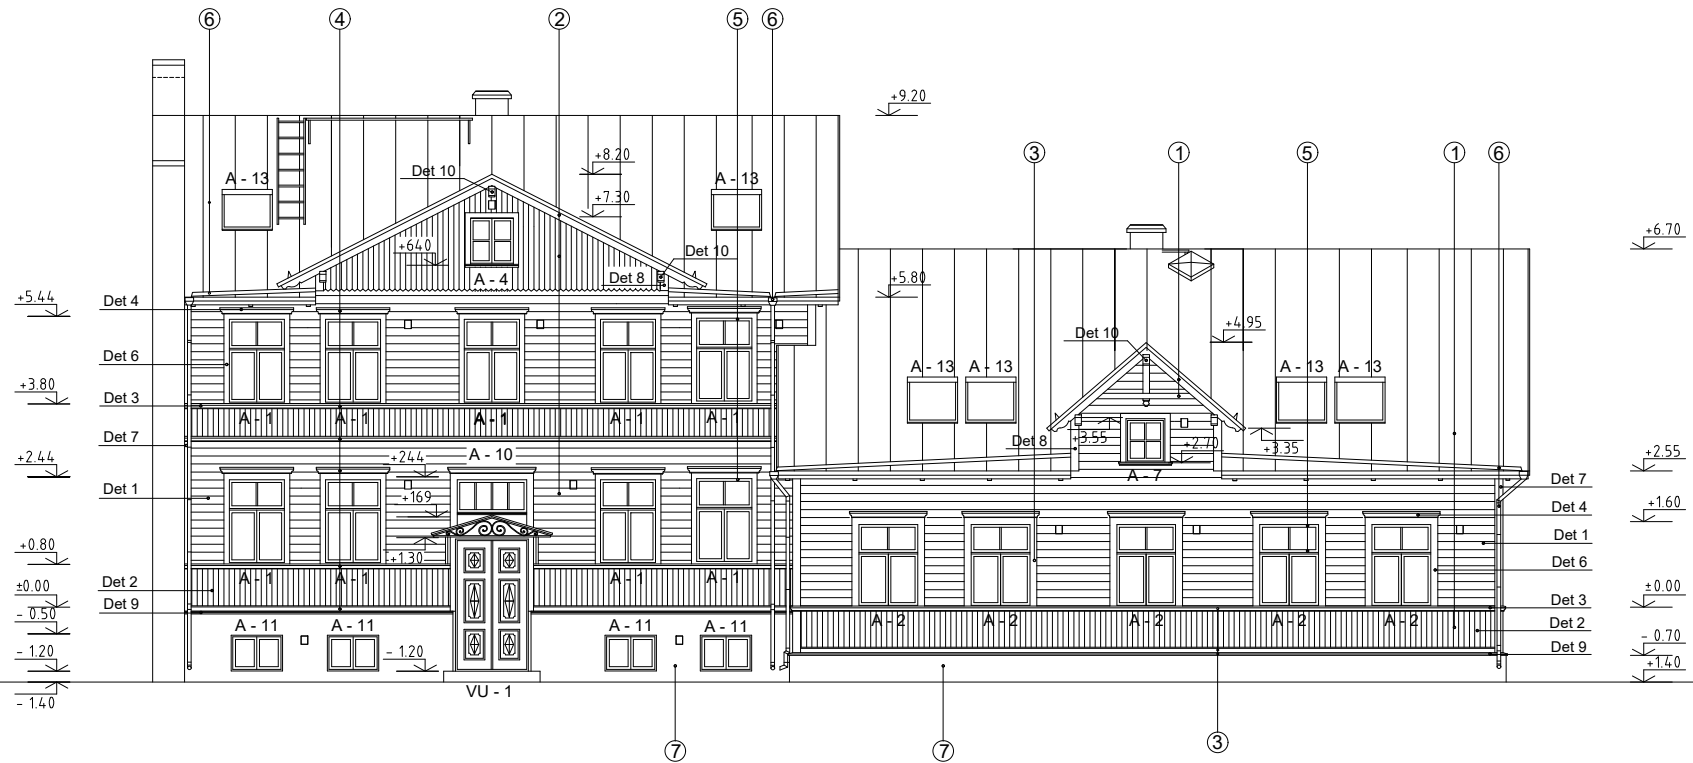 6 4 2 5 6
+9.20
3 1 5 1 6
+8.20
Det 10
A - 13 A - 13
+7.30
+640 Det 10
+6.70
A - 4 Det 8
+5.80
+5.44 Det 4
+4.95
Det 10
Det 6
A - 13 A - 13 A - 13 A - 13
+3.80 Det 3
A - 1 A - 1 A - 1 A - 1 A - 1
Det 7
Det 8 +3.55 +2.70 +3.35
+2.44 +244 A - 10
+2.55
A - 7
Det 7
Det 1 +169
Det 4
+1.60
Det 1
+0.80 +1.30
Det 6
A - 1 A - 1 A - 1 A - 1
±0.00 Det 2
±0.00
Det 9 Det 3
- 0.50
A - 2 A - 2 A - 2 A - 2 A - 2
Det 2
A - 11 A - 11 A - 11 A - 11
- 0.70
Det 9
- 1.20 - 1.20
+1.40
VU - 1
- 1.40
7 7 3